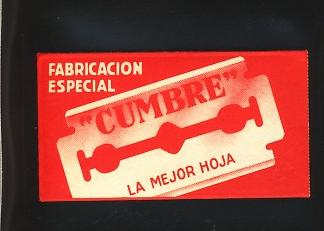 FABRICACION
ESPECIAL
"CUMBRE"
LA MEJOR HOJA